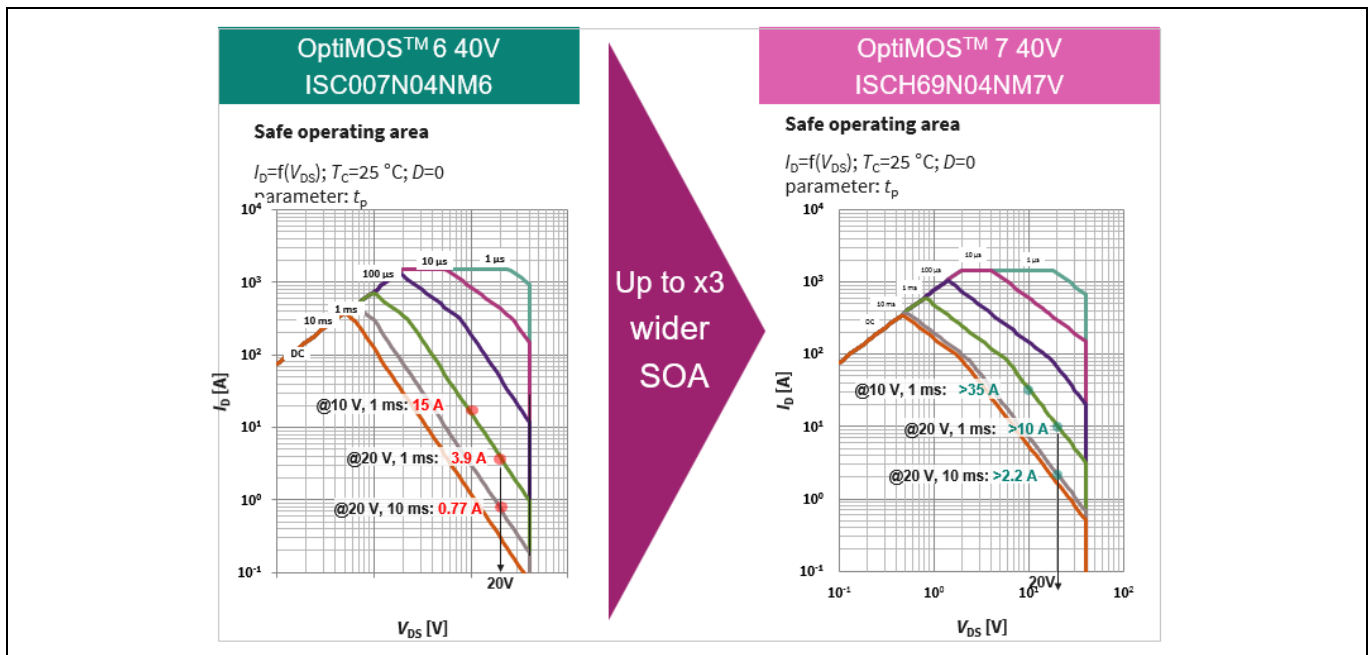 OptiMOS™ 6 40V
ISC007N04NM6
Safe operating area
I_D=f(V_DS); T_C=25 °C; D=0
parameter: t_p
10⁴
10³
10²
10¹
10⁰
10⁻¹
I_D [A]
1 µs
10 µs
100 µs
1 ms
10 ms
DC
@10 V, 1 ms: 15 A
@20 V, 1 ms: 3.9 A
@20 V, 10 ms: 0.77 A
20V
V_DS [V]
Up to x3
wider
SOA
OptiMOS™ 7 40V
ISCH69N04NM7V
Safe operating area
I_D=f(V_DS); T_C=25 °C; D=0
parameter: t_p
10⁴
10³
10²
10¹
10⁰
10⁻¹
I_D [A]
1 µs
10 µs
100 µs
1 ms
10 ms
DC
@10 V, 1 ms: >35 A
@20 V, 1 ms: >10 A
@20 V, 10 ms: >2.2 A
20V
10⁻¹ 10⁰ 10¹ 10²
V_DS [V]